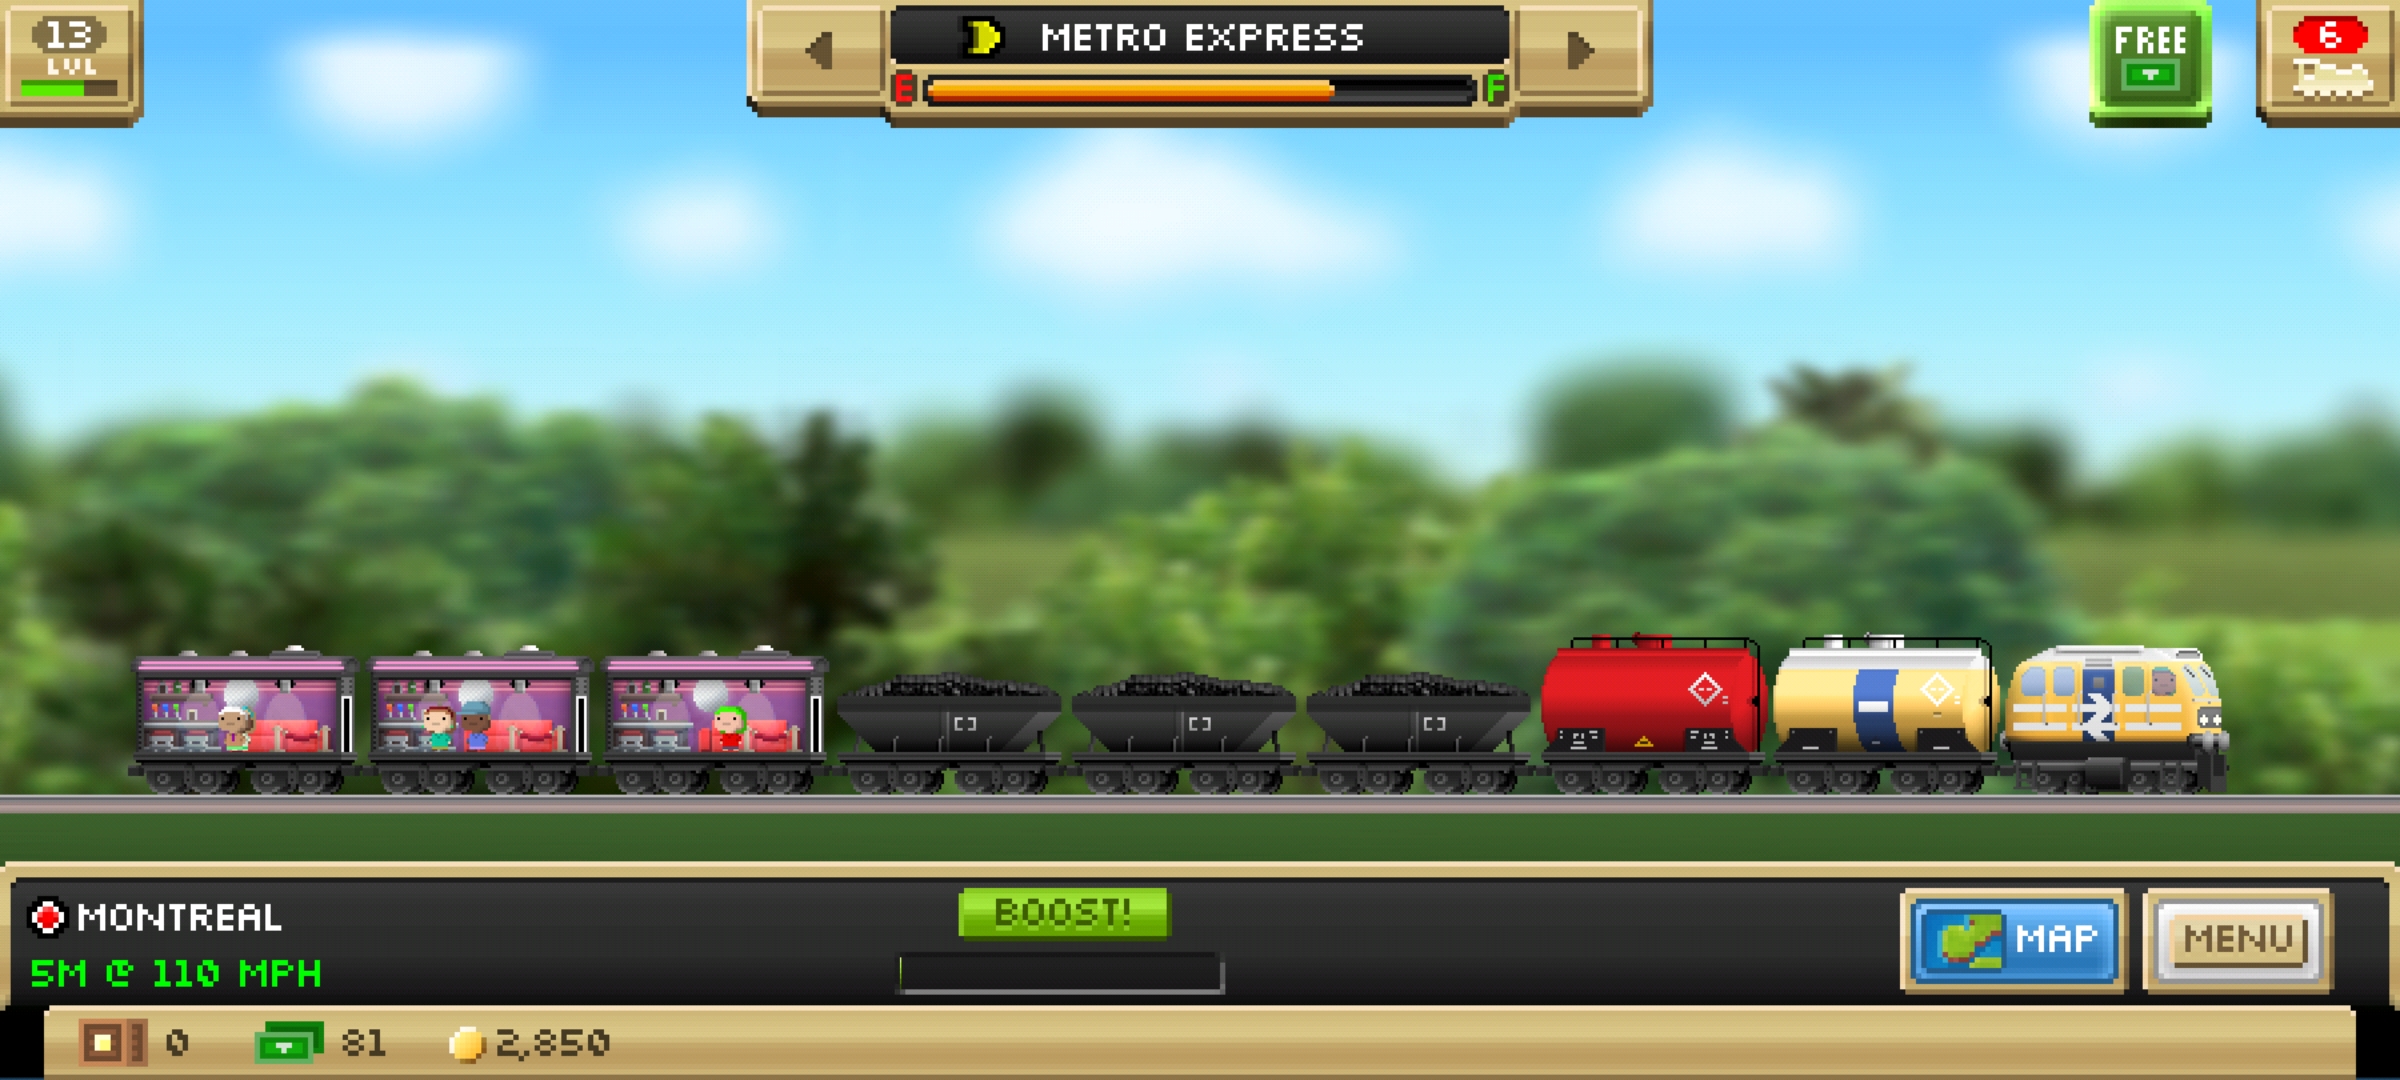 13
LVL
METRO EXPRESS
E F
FREE
6
MONTREAL
5M @ 110 MPH
BOOST!
MAP
MENU
0
81
2,850